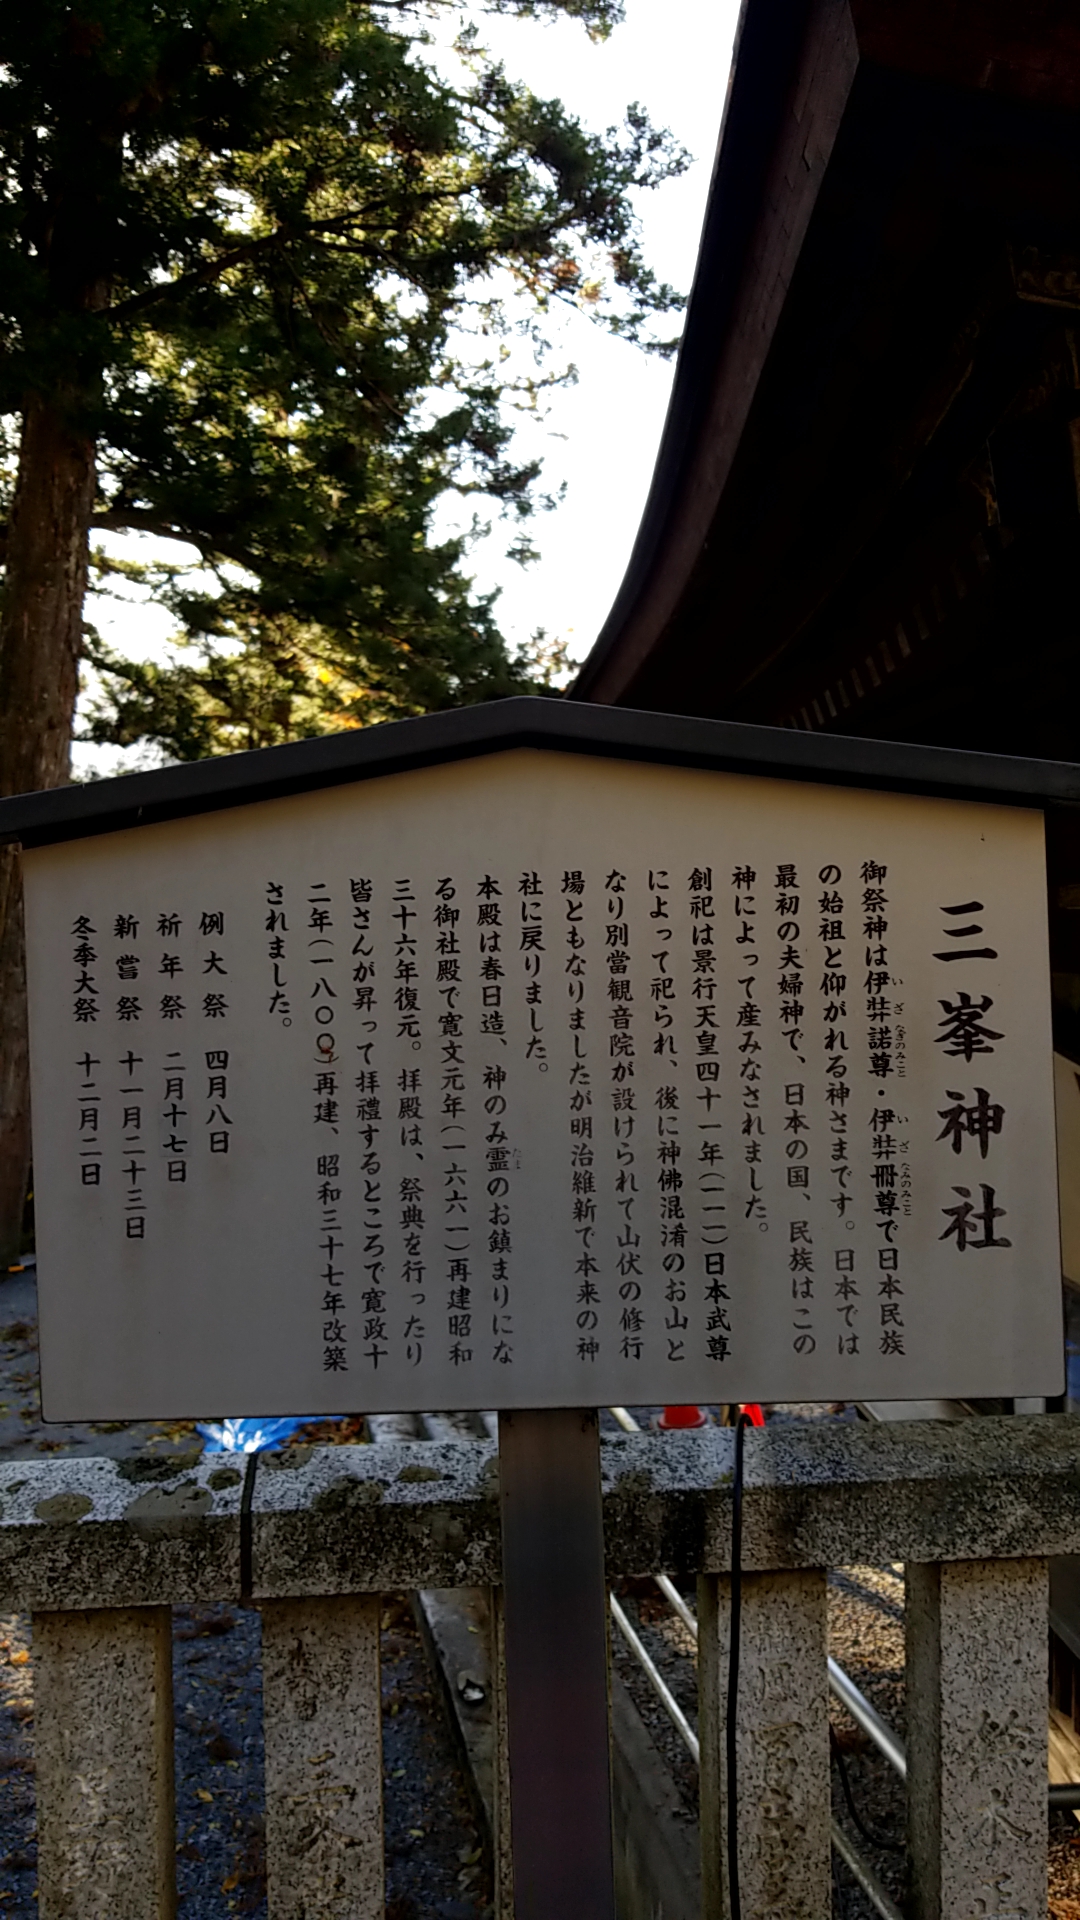 三峯神社
御祭神は伊弉諾尊・伊弉冊尊で日本民族
の始祖と仰がれる神さまです。日本では
最初の夫婦神で、日本の国、民族はこの
神によって産みなされました。
創祀は景行天皇四十一年(一一一)日本武尊
によって祀られ、後に神佛混淆のお山と
なり別當観音院が設けられて山伏の修行
場ともなりましたが明治維新で本来の神
社に戻りました。
本殿は春日造、神のみ霊のお鎮まりにな
る御社殿で寛文元年(一六六一)再建昭和
三十六年復元。拝殿は、祭典を行ったり
皆さんが昇って拝禮するところで寛政十
二年(一八〇〇)再建、昭和三十七年改築
されました。
例大祭 四月八日
祈年祭 二月十七日
新嘗祭 十一月二十三日
冬季大祭 十二月二日